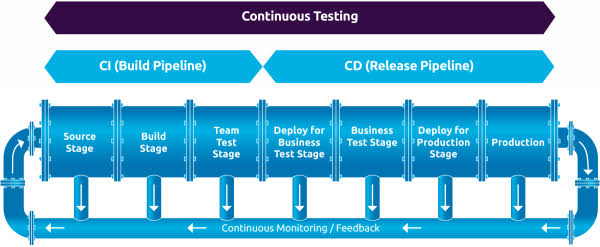 Continuous Testing
CI (Build Pipeline)
CD (Release Pipeline)
Source
Stage
Build
Stage
Team
Test
Stage
Deploy for
Business
Test Stage
Business
Test Stage
Deploy for
Production
Stage
Production
Continuous Monitoring / Feedback